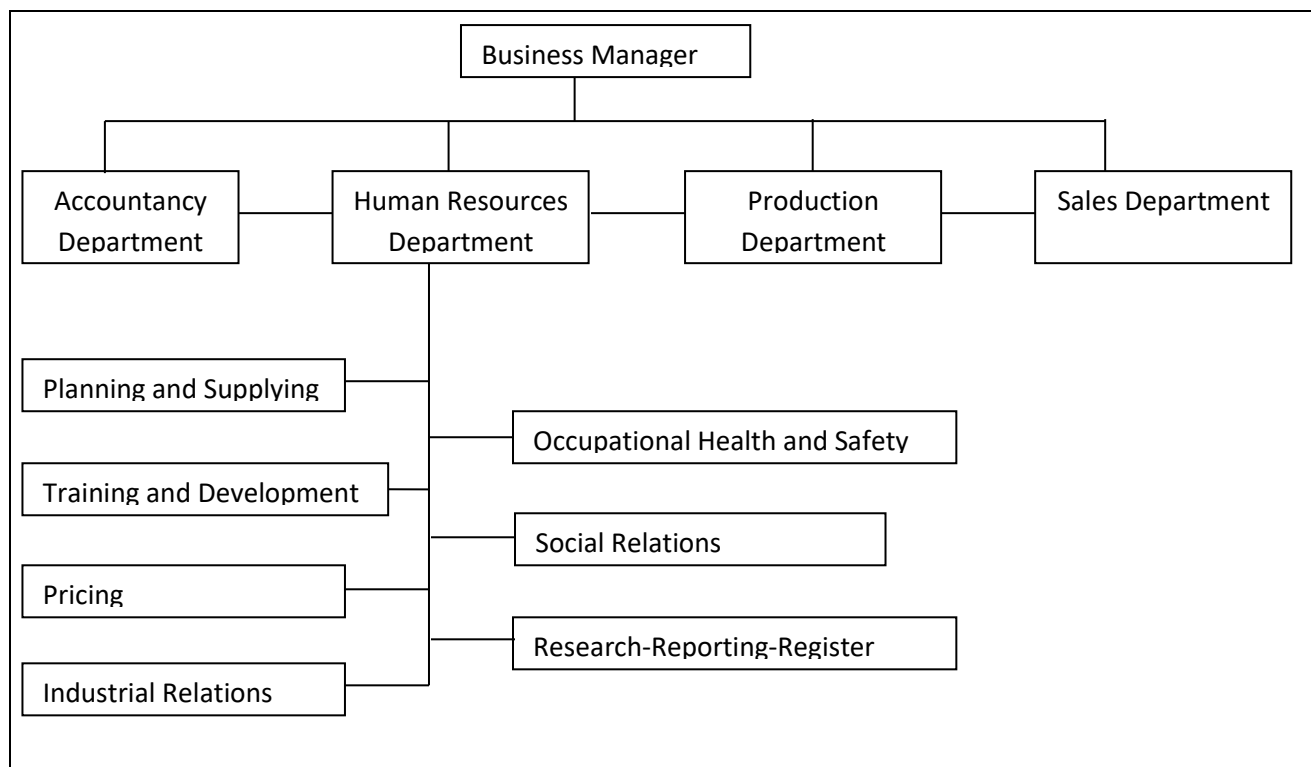 Business Manager
Accountancy
Department
Human Resources
Department
Production
Department
Sales Department
Planning and Supplying
Occupational Health and Safety
Training and Development
Social Relations
Pricing
Research-Reporting-Register
Industrial Relations